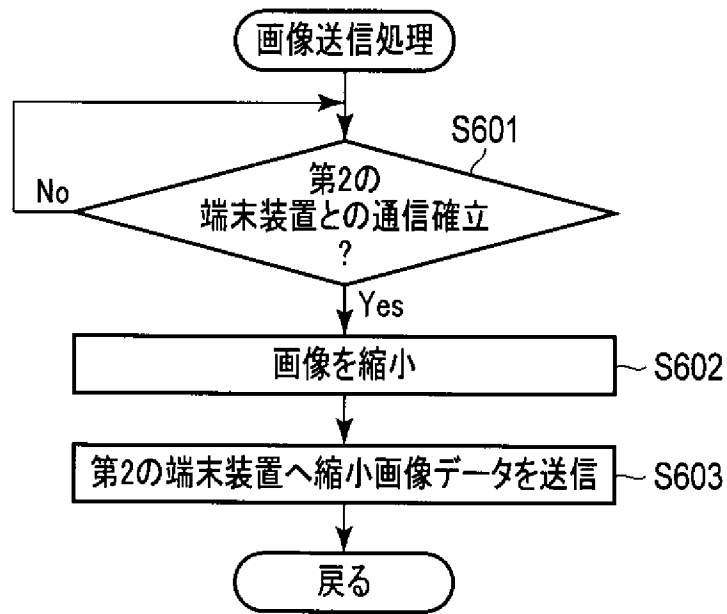 画像送信処理
S601
第2の
端末装置との通信確立
?
No
Yes
画像を縮小
S602
第2の端末装置へ縮小画像データを送信
S603
戻る